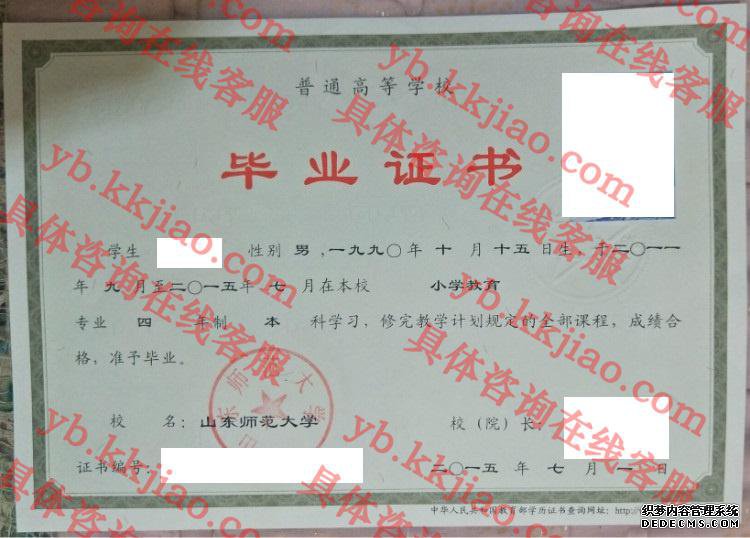 普通高等学校
毕业证书
学生 性别 男，一九九〇年 十 月 十五 日生，于二〇一一
年 九 月至二〇一五年 七 月在本校 小学教育
专业 四 年制 本 科学习，修完教学计划规定的全部课程，成绩合
格，准予毕业。
校 名：山东师范大学 校（院）长：
证书编号： 二〇一五 年 七 月 一 日
中华人民共和国教育部学历证书查询网址：http:/
yb.kkjiao.com
具体咨询在线客服
织梦内容管理系统
DEDECMS.COM